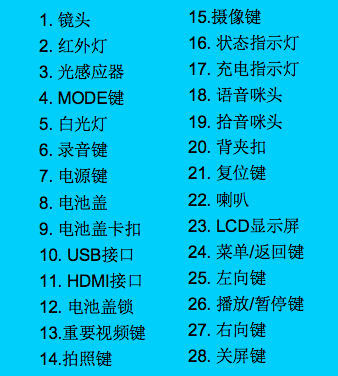 1. 镜头
2. 红外灯
3. 光感应器
4. MODE键
5. 白光灯
6. 录音键
7. 电源键
8. 电池盖
9. 电池盖卡扣
10. USB接口
11. HDMI接口
12. 电池盖锁
13.重要视频键
14.拍照键
15.摄像键
16. 状态指示灯
17. 充电指示灯
18. 语音咪头
19. 拾音咪头
20. 背夹扣
21. 复位键
22. 喇叭
23. LCD显示屏
24. 菜单/返回键
25. 左向键
26. 播放/暂停键
27. 右向键
28. 关屏键